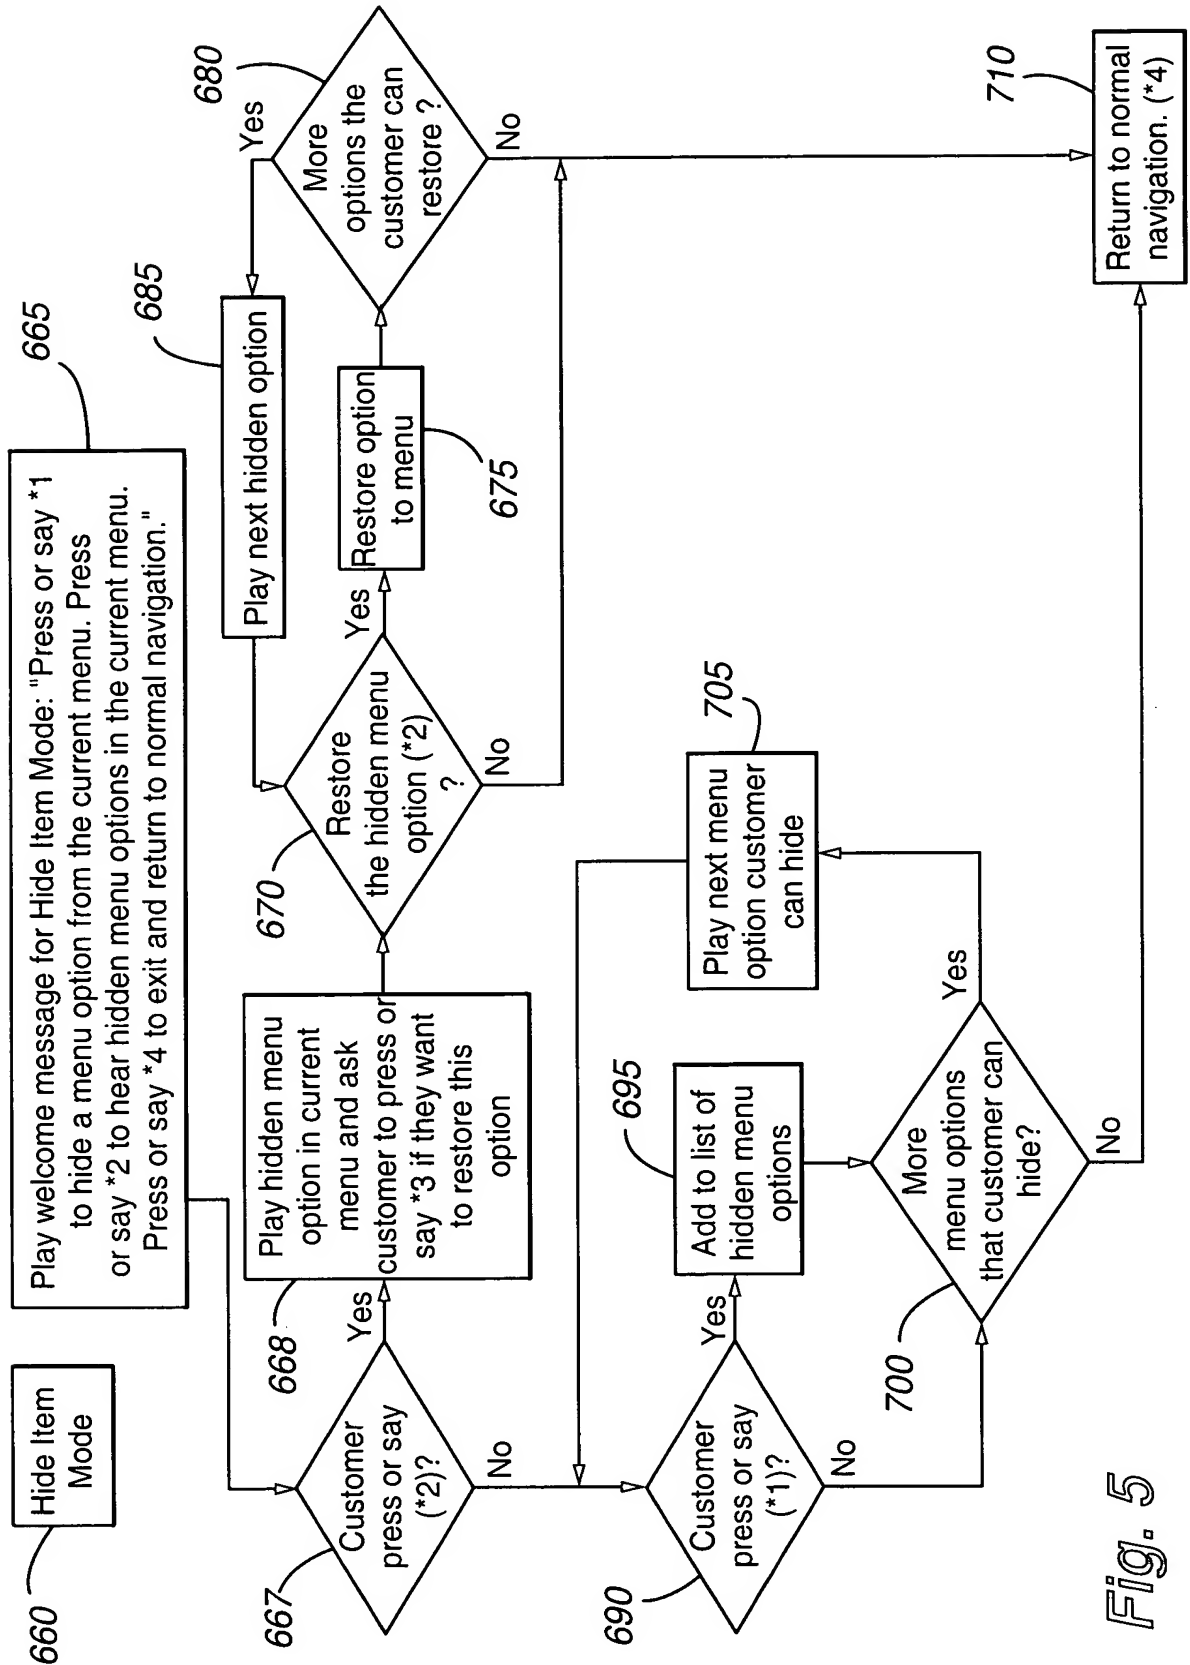 660
Hide Item
Mode
665
Play welcome message for Hide Item Mode: "Press or say *1
to hide a menu option from the current menu. Press
or say *2 to hear hidden menu options in the current menu.
Press or say *4 to exit and return to normal navigation."
667
Customer
press or say
(*2)?
Yes
No
668
Play hidden menu
option in current
menu and ask
customer to press or
say *3 if they want
to restore this
option
670
Restore
the hidden menu
option (*2)
?
Yes
No
675
Restore option
to menu
680
More
options the
customer can
restore ?
Yes
No
685
Play next hidden option
690
Customer
press or say
(*1)?
Yes
No
695
Add to list of
hidden menu
options
700
More
menu options
that customer can
hide?
Yes
No
705
Play next menu
option customer
can hide
710
Return to normal
navigation. (*4)
Fig. 5